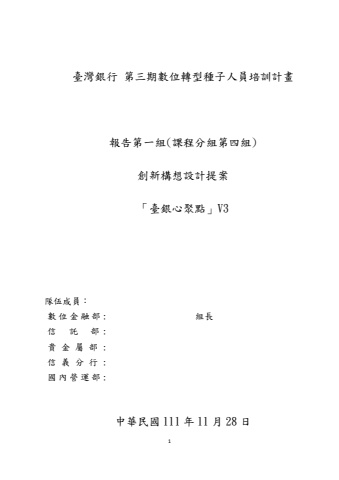 臺灣銀行 第三期數位轉型種子人員培訓計畫
報告第一組(課程分組第四組)
創新構想設計提案
「臺銀心聚點」V3
隊伍成員：
數位金融部： 組長
信託部：
貴金屬部：
信義分行：
國內營運部：
中華民國 111 年 11 月 28 日
1